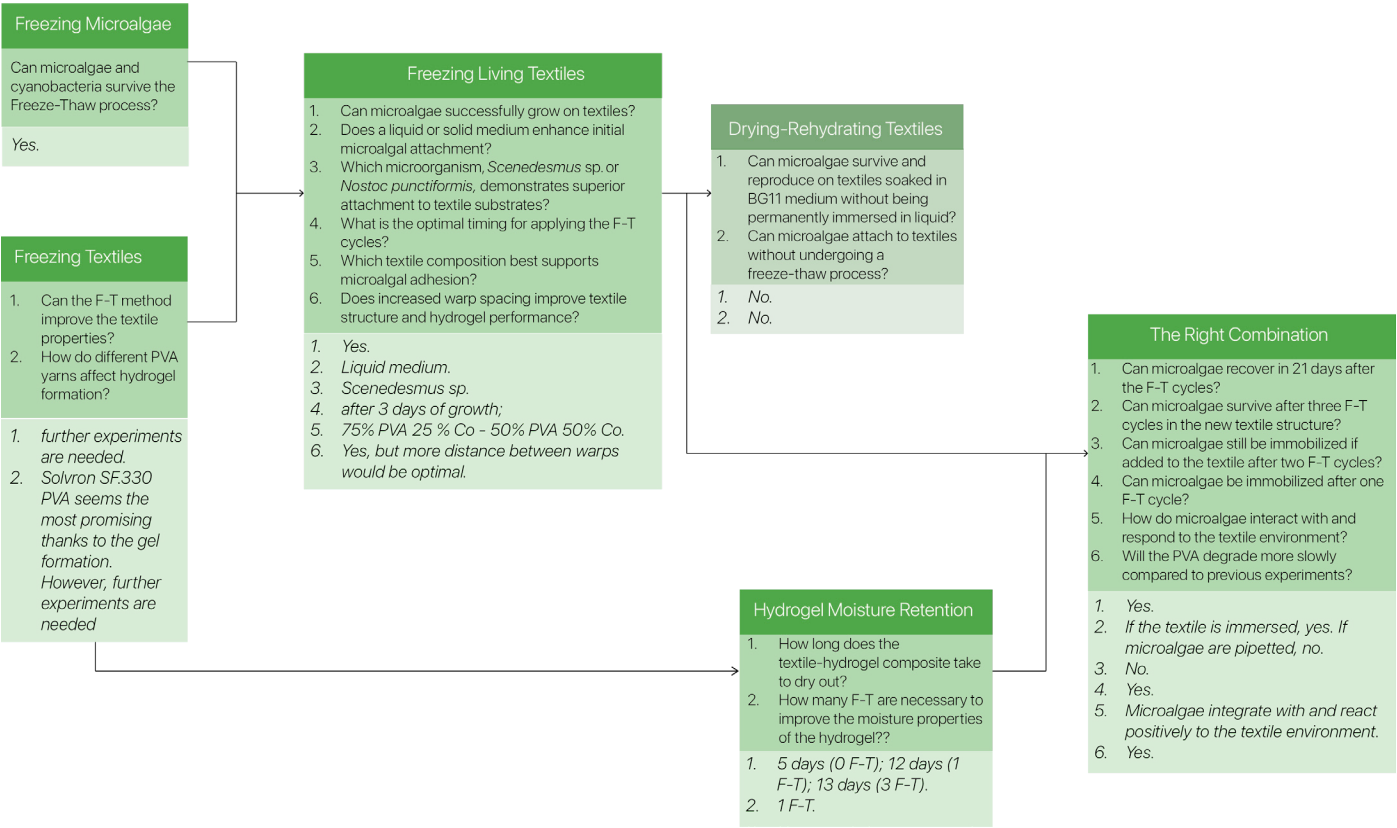 Freezing Microalgae
Can microalgae and
cyanobacteria survive the
Freeze-Thaw process?
Yes.
Freezing Textiles
1. Can the F-T method
improve the textile
properties?
2. How do different PVA
yarns affect hydrogel
formation?
1. further experiments
are needed.
2. Solvron SF.330
PVA seems the
most promising
thanks to the gel
formation.
However, further
experiments are
needed
Freezing Living Textiles
1. Can microalgae successfully grow on textiles?
2. Does a liquid or solid medium enhance initial
microalgal attachment?
3. Which microorganism, Scenedesmus sp. or
Nostoc punctiformis, demonstrates superior
attachment to textile substrates?
4. What is the optimal timing for applying the F-T
cycles?
5. Which textile composition best supports
microalgal adhesion?
6. Does increased warp spacing improve textile
structure and hydrogel performance?
1. Yes.
2. Liquid medium.
3. Scenedesmus sp.
4. after 3 days of growth;
5. 75% PVA 25 % Co - 50% PVA 50% Co.
6. Yes, but more distance between warps
would be optimal.
Drying-Rehydrating Textiles
1. Can microalgae survive and
reproduce on textiles soaked in
BG11 medium without being
permanently immersed in liquid?
2. Can microalgae attach to textiles
without undergoing a
freeze-thaw process?
1. No.
2. No.
Hydrogel Moisture Retention
1. How long does the
textile-hydrogel composite take
to dry out?
2. How many F-T are necessary to
improve the moisture properties
of the hydrogel??
1. 5 days (0 F-T); 12 days (1
F-T); 13 days (3 F-T).
2. 1 F-T.
The Right Combination
1. Can microalgae recover in 21 days after
the F-T cycles?
2. Can microalgae survive after three F-T
cycles in the new textile structure?
3. Can microalgae still be immobilized if
added to the textile after two F-T cycles?
4. Can microalgae be immobilized after one
F-T cycle?
5. How do microalgae interact with and
respond to the textile environment?
6. Will the PVA degrade more slowly
compared to previous experiments?
1. Yes.
2. If the textile is immersed, yes. If
microalgae are pipetted, no.
3. No.
4. Yes.
5. Microalgae integrate with and react
positively to the textile environment.
6. Yes.